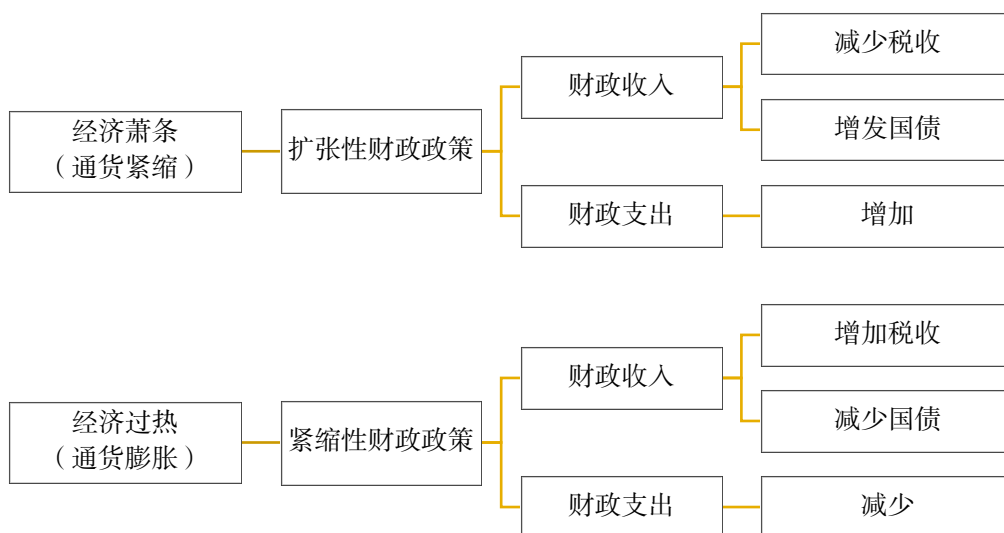 经济萧条
（通货紧缩）
扩张性财政政策
财政收入
减少税收
增发国债
财政支出
增加
经济过热
（通货膨胀）
紧缩性财政政策
财政收入
增加税收
减少国债
财政支出
减少